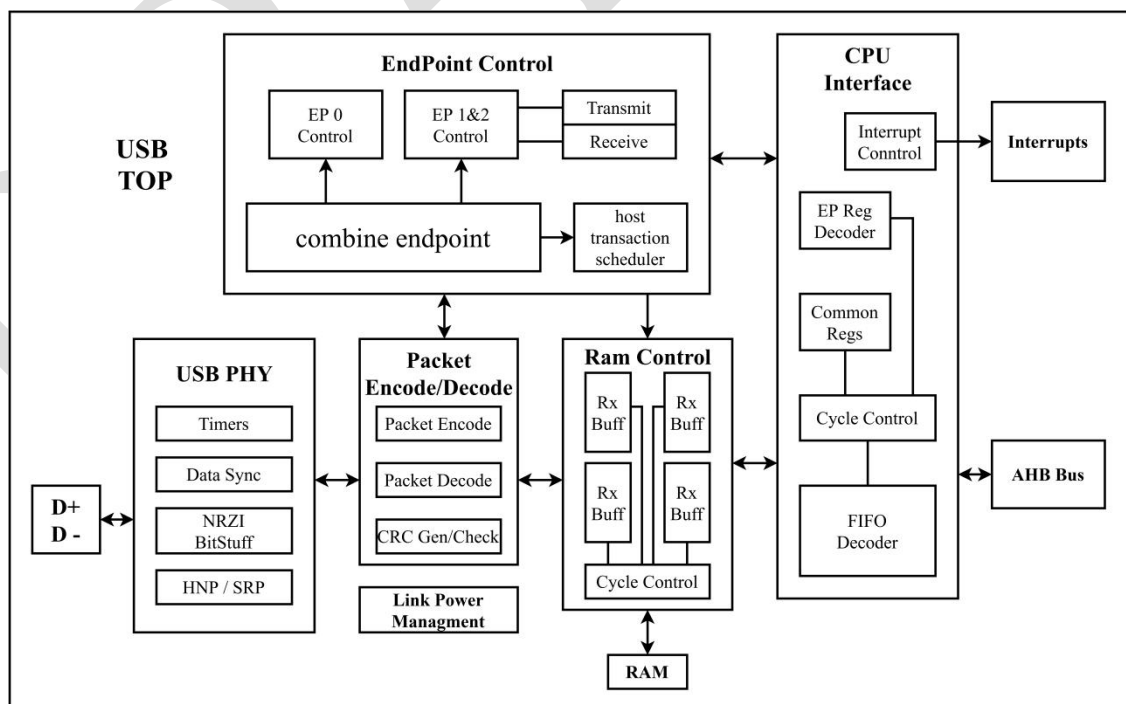 USB
TOP
EndPoint Control
EP 0
Control
EP 1&2
Control
Transmit
Receive
combine endpoint
host
transaction
scheduler
CPU
Interface
Interrupt
Conntrol
Interrupts
EP Reg
Decoder
Common
Regs
Cycle Control
FIFO
Decoder
AHB Bus
USB PHY
Timers
Data Sync
NRZI
BitStuff
HNP / SRP
D+
D -
Packet
Encode/Decode
Packet Encode
Packet Decode
CRC Gen/Check
Link Power
Managment
Ram Control
Rx
Buff
Rx
Buff
Rx
Buff
Rx
Buff
Cycle Control
RAM